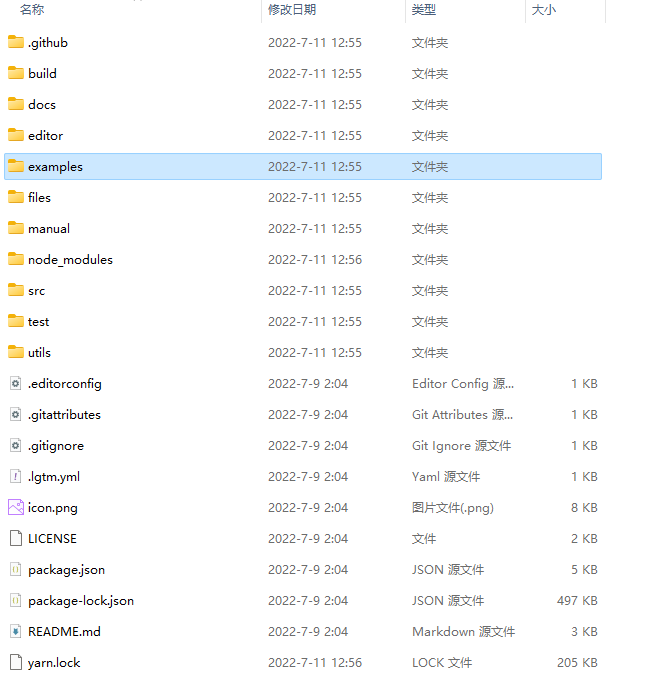 名称 修改日期 类型 大小
.github 2022-7-11 12:55 文件夹
build 2022-7-11 12:55 文件夹
docs 2022-7-11 12:55 文件夹
editor 2022-7-11 12:55 文件夹
examples 2022-7-11 12:55 文件夹
files 2022-7-11 12:55 文件夹
manual 2022-7-11 12:55 文件夹
node_modules 2022-7-11 12:56 文件夹
src 2022-7-11 12:55 文件夹
test 2022-7-11 12:55 文件夹
utils 2022-7-11 12:55 文件夹
.editorconfig 2022-7-9 2:04 Editor Config 源... 1 KB
.gitattributes 2022-7-9 2:04 Git Attributes 源... 1 KB
.gitignore 2022-7-9 2:04 Git Ignore 源文件 1 KB
.lgtm.yml 2022-7-9 2:04 Yaml 源文件 1 KB
icon.png 2022-7-9 2:04 图片文件(.png) 8 KB
LICENSE 2022-7-9 2:04 文件 2 KB
package.json 2022-7-9 2:04 JSON 源文件 5 KB
package-lock.json 2022-7-9 2:04 JSON 源文件 497 KB
README.md 2022-7-9 2:04 Markdown 源文件 3 KB
yarn.lock 2022-7-11 12:56 LOCK 文件 205 KB